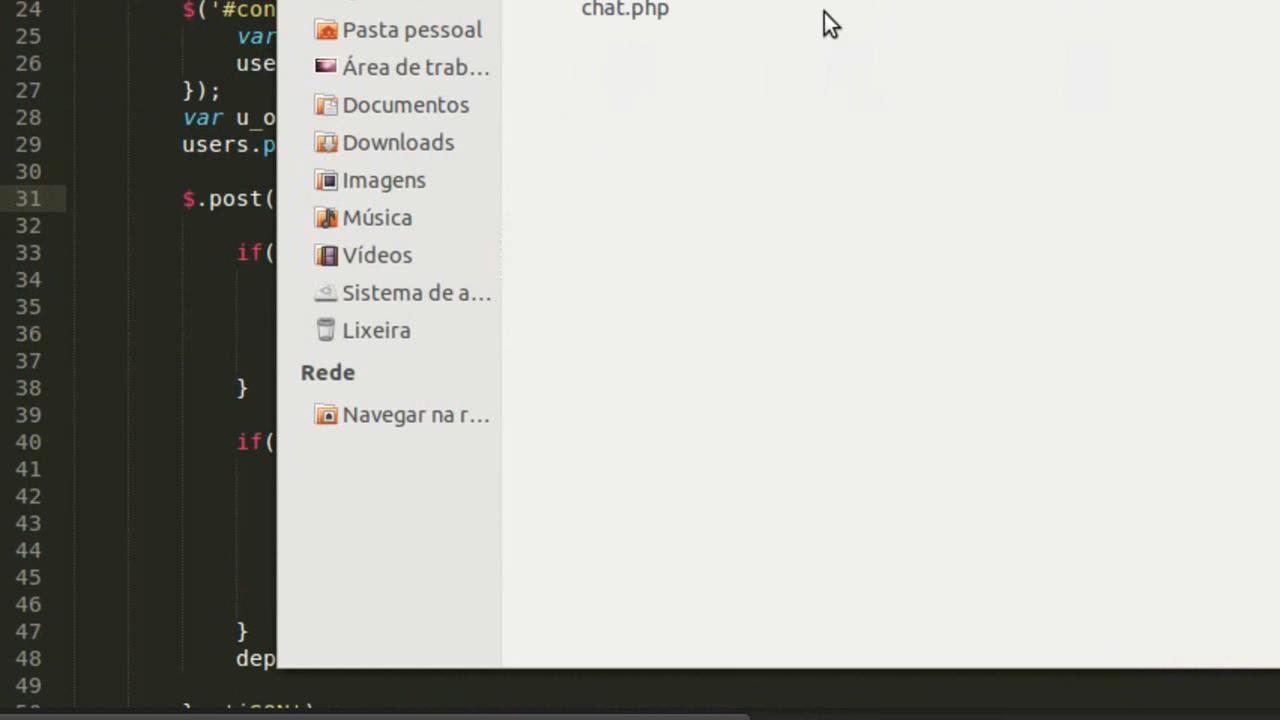 24 $('#con
25 var
26 use
27 });
28 var u_o
29 users.p
30
31 $.post(
32
33 if(
34
35
36
37
38 }
39
40 if(
41
42
43
44
45
46
47 }
48 dep
49
chat.php
Pasta pessoal
Área de trab...
Documentos
Downloads
Imagens
Música
Vídeos
Sistema de a...
Lixeira
Rede
Navegar na r...